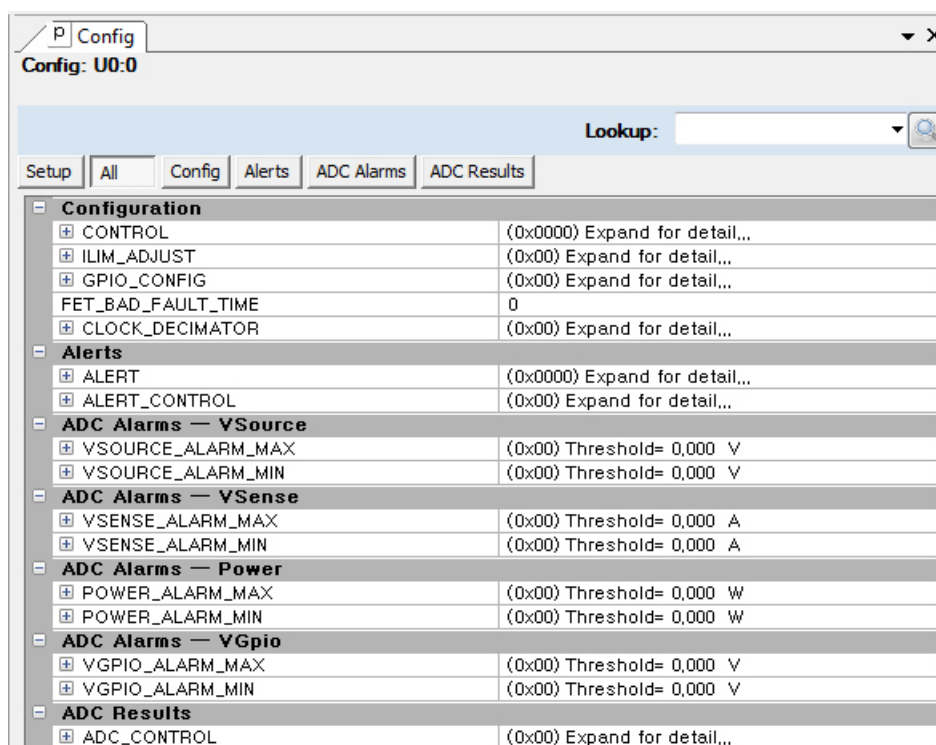 p Config
Config: U0:0
Lookup:
Setup All Config Alerts ADC Alarms ADC Results
Configuration
CONTROL (0x0000) Expand for detail,,,
ILIM_ADJUST (0x00) Expand for detail,,,
GPIO_CONFIG (0x00) Expand for detail,,,
FET_BAD_FAULT_TIME 0
CLOCK_DECIMATOR (0x00) Expand for detail,,,
Alerts
ALERT (0x0000) Expand for detail,,,
ALERT_CONTROL (0x00) Expand for detail,,,
ADC Alarms — VSource
VSOURCE_ALARM_MAX (0x00) Threshold= 0,000 V
VSOURCE_ALARM_MIN (0x00) Threshold= 0,000 V
ADC Alarms — VSense
VSENSE_ALARM_MAX (0x00) Threshold= 0,000 A
VSENSE_ALARM_MIN (0x00) Threshold= 0,000 A
ADC Alarms — Power
POWER_ALARM_MAX (0x00) Threshold= 0,000 W
POWER_ALARM_MIN (0x00) Threshold= 0,000 W
ADC Alarms — VGpio
VGPIO_ALARM_MAX (0x00) Threshold= 0,000 V
VGPIO_ALARM_MIN (0x00) Threshold= 0,000 V
ADC Results
ADC_CONTROL (0x00) Expand for detail,,,